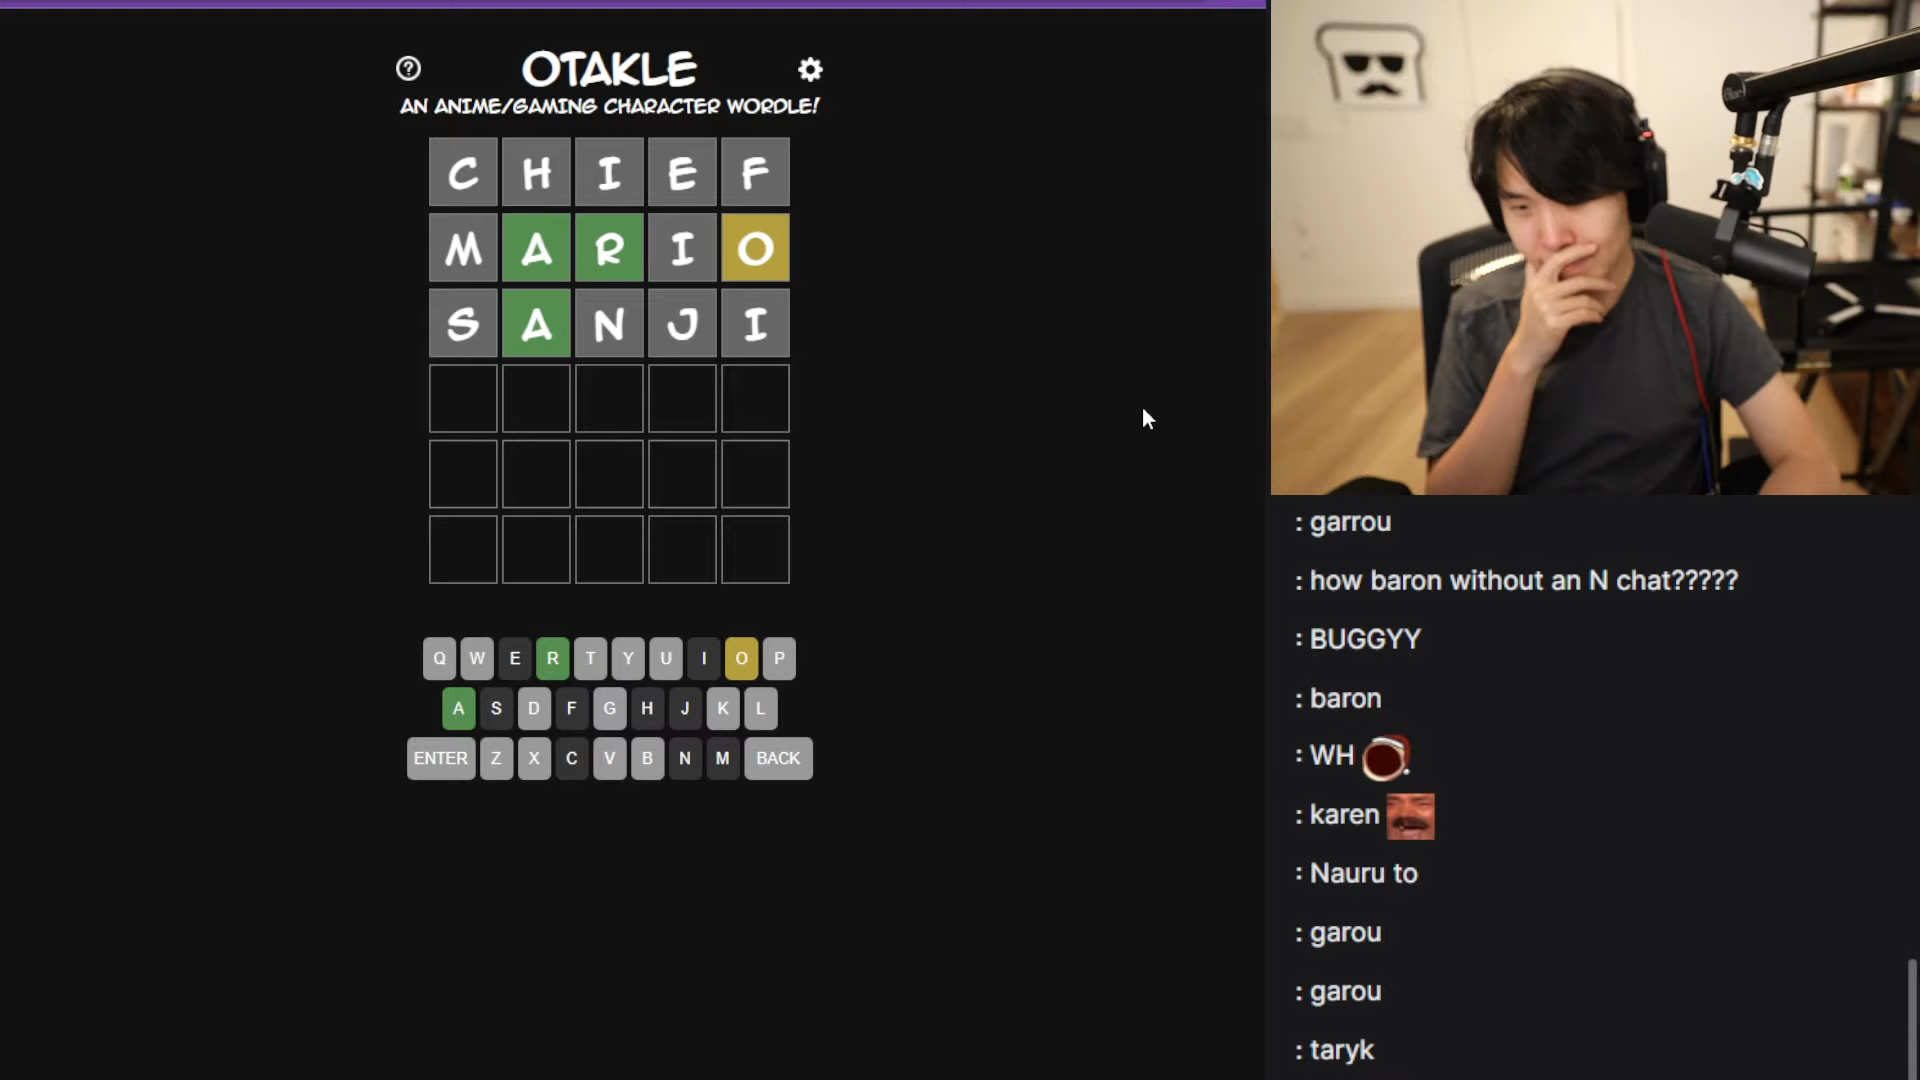 ?
OTAKLE
AN ANIME/GAMING CHARACTER WORDLE!
C H I E F
M A R I O
S A N J I
Q W E R T Y U I O P
A S D F G H J K L
ENTER Z X C V B N M BACK
: garrou
: how baron without an N chat?????
: BUGGYY
: baron
: WH
: karen
: Nauru to
: garou
: garou
: taryk